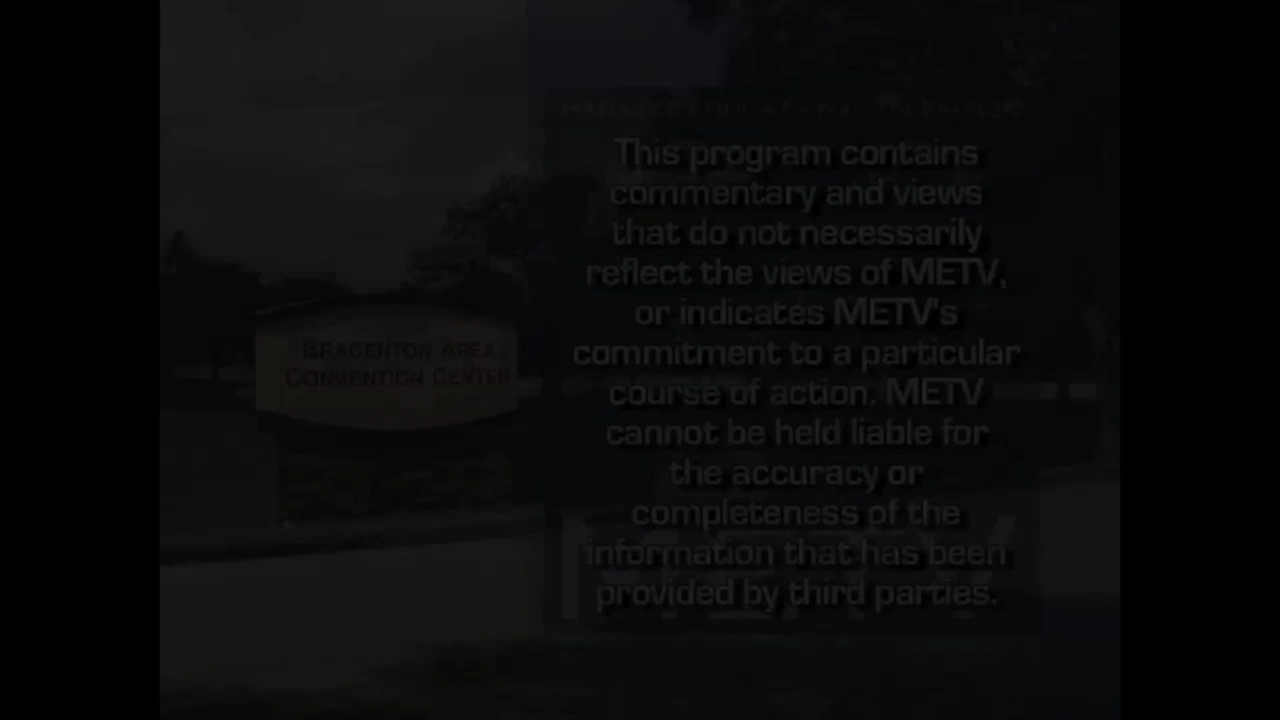 This program contains
commentary and views
that do not necessarily
reflect the views of METV,
or indicates METV's
commitment to a particular
course of action. METV
cannot be held liable for
the accuracy or
completeness of the
information that has been
provided by third parties.
BRADENTON AREA
CONVENTION CENTER
METV